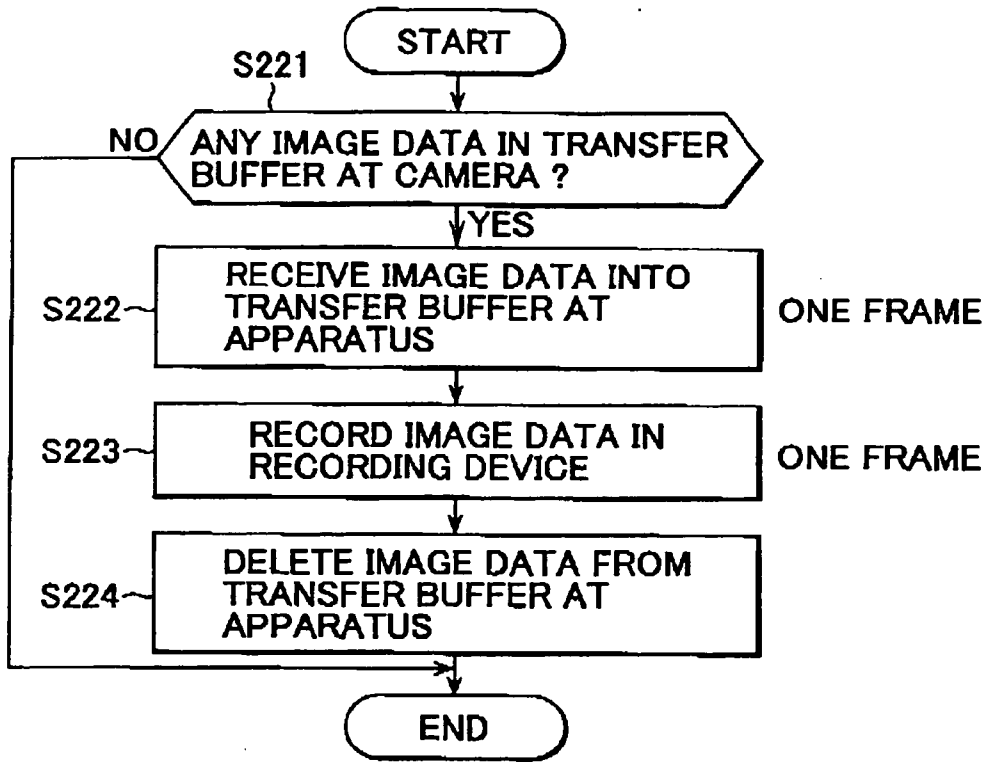 START
S221
NO
ANY IMAGE DATA IN TRANSFER
BUFFER AT CAMERA ?
YES
RECEIVE IMAGE DATA INTO
TRANSFER BUFFER AT
APPARATUS
S222
ONE FRAME
RECORD IMAGE DATA IN
RECORDING DEVICE
S223
ONE FRAME
DELETE IMAGE DATA FROM
TRANSFER BUFFER AT
APPARATUS
S224
END